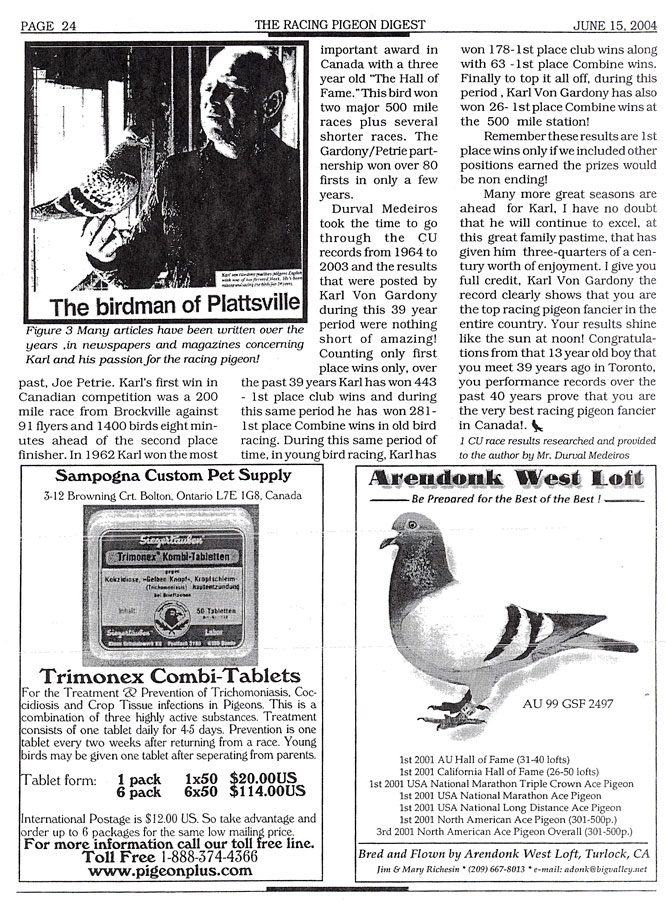 PAGE 24
THE RACING PIGEON DIGEST
JUNE 15, 2004
The birdman of Plattsville
Figure 3 Many articles have been written over the
years ,in newspapers and magazines concerning
Karl and his passion for the racing pigeon!
past, Joe Petrie. Karl's first win in
Canadian competition was a 200
mile race from Brockville against
91 flyers and 1400 birds eight min-
utes ahead of the second place
finisher. In 1962 Karl won the most
important award in
Canada with a three
year old "The Hall of
Fame." This bird won
two major 500 mile
races plus several
shorter races. The
Gardony/Petrie part-
nership won over 80
firsts in only a few
years.
Durval Medeiros
took the time to go
through the CU
records from 1964 to
2003 and the results
that were posted by
Karl Von Gardony
during this 39 year
period were nothing
short of amazing!
Counting only first
place wins only, over
the past 39 years Karl has won 443
- 1st place club wins and during
this same period he has won 281-
1st place Combine wins in old bird
racing. During this same period of
time, in young bird racing, Karl has
won 178-1st place club wins along
with 63 -1st place Combine wins.
Finally to top it all off, during this
period , Karl Von Gardony has also
won 26- 1st place Combine wins at
the 500 mile station!
Remember these results are 1st
place wins only if we included other
positions earned the prizes would
be non ending!
Many more great seasons are
ahead for Karl, I have no doubt
that he will continue to excel, at
this great family pastime, that has
given him three-quarters of a cen-
tury worth of enjoyment. I give you
full credit, Karl Von Gardony the
record clearly shows that you are
the top racing pigeon fancier in the
entire country. Your results shine
like the sun at noon! Congratula-
tions from that 13 year old boy that
you meet 39 years ago in Toronto,
you performance records over the
past 40 years prove that you are
the very best racing pigeon fancier
in Canada!.
1 CU race results researched and provided
to the author by Mr. Durval Medeiros
Sampogna Custom Pet Supply
3-12 Browning Crt. Bolton, Ontario L7E 1G8, Canada
Siegertauben
Trimonex® Kombi-Tabletten
gegen
Kokzidiose, »Gelben Knopf«, Kropfschleim-
(Trichomoniasis) hautentzundung
bei Brieftauben
Inhalt:
50 Tabletten
Siegertauben
Labor
Trimonex Combi-Tablets
For the Treatment & Prevention of Trichomoniasis, Coc-
cidiosis and Crop Tissue infections in Pigeons. This is a
combination of three highly active substances. Treatment
consists of one tablet daily for 4-5 days. Prevention is one
tablet every two weeks after returning from a race. Young
birds may be given one tablet after seperating from parents.
Tablet form: 1 pack 1x50 $20.00US
6 pack 6x50 $114.00US
International Postage is $12.00 US. So take advantage and
order up to 6 packages for the same low mailing price.
For more information call our toll free line.
Toll Free 1-888-374-4366
www.pigeonplus.com
Arendonk West Loft
Be Prepared for the Best of the Best !
AU 99 GSF 2497
1st 2001 AU Hall of Fame (31-40 lofts)
1st 2001 California Hall of Fame (26-50 lofts)
1st 2001 USA National Marathon Triple Crown Ace Pigeon
1st 2001 USA National Marathon Ace Pigeon
1st 2001 USA National Long Distance Ace Pigeon
1st 2001 North American Ace Pigeon (301-500p.)
3rd 2001 North American Ace Pigeon Overall (301-500p.)
Bred and Flown by Arendonk West Loft, Turlock, CA
Jim & Mary Richesin * (209) 667-8013 * e-mail: adonk@bigvalley.net